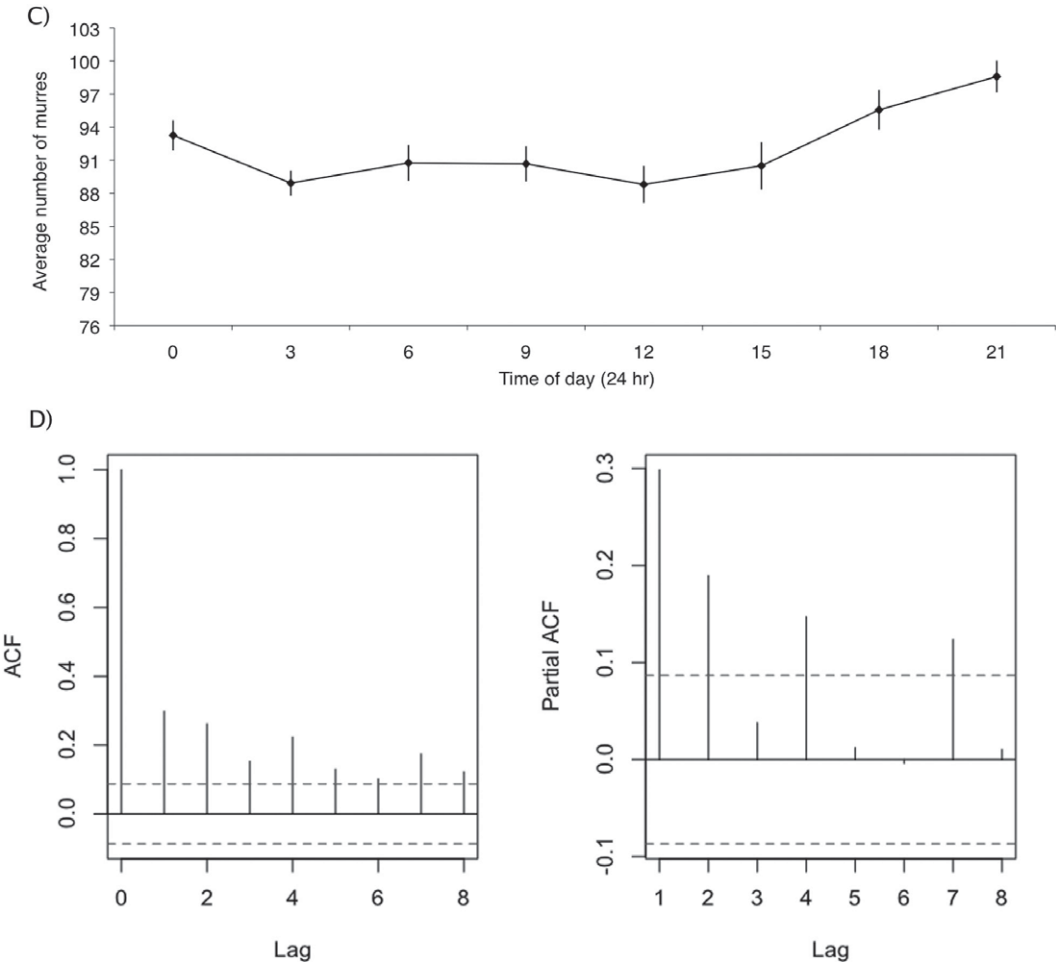 C)
103
100
97
94
91
88
85
82
79
76
Average number of murres
0 3 6 9 12 15 18 21
Time of day (24 hr)
D)
1.0
0.8
0.6
0.4
0.2
0.0
ACF
0 2 4 6 8
Lag
0.3
0.2
0.1
0.0
-0.1
Partial ACF
1 2 3 4 5 6 7 8
Lag